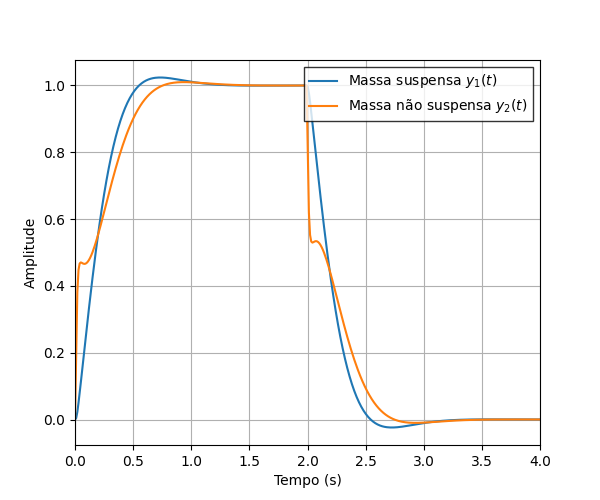 Massa suspensa y₁(t)
Massa não suspensa y₂(t)
1.0
0.8
0.6
0.4
0.2
0.0
Amplitude
0.0 0.5 1.0 1.5 2.0 2.5 3.0 3.5 4.0
Tempo (s)